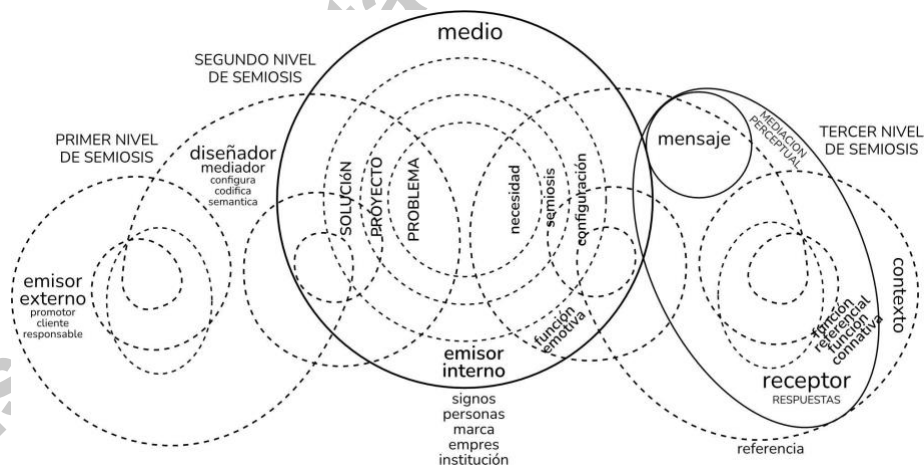 medio
SEGUNDO NIVEL
DE SEMIOSIS
PRIMER NIVEL
DE SEMIOSIS
diseñador
mediador
configura
codifica
semantica
SOLUCIÓN
PROYECTO
PROBLEMA
necesidad
semiosis
configuración
mensaje
MEDIACION
PERCEPTUAL
TERCER NIVEL
DE SEMIOSIS
emisor
externo
promotor
cliente
responsable
función
emotiva
emisor
interno
signos
personas
marca
empres
institución
contexto
función
referencial
función
connativa
receptor
RESPUESTAS
referencia